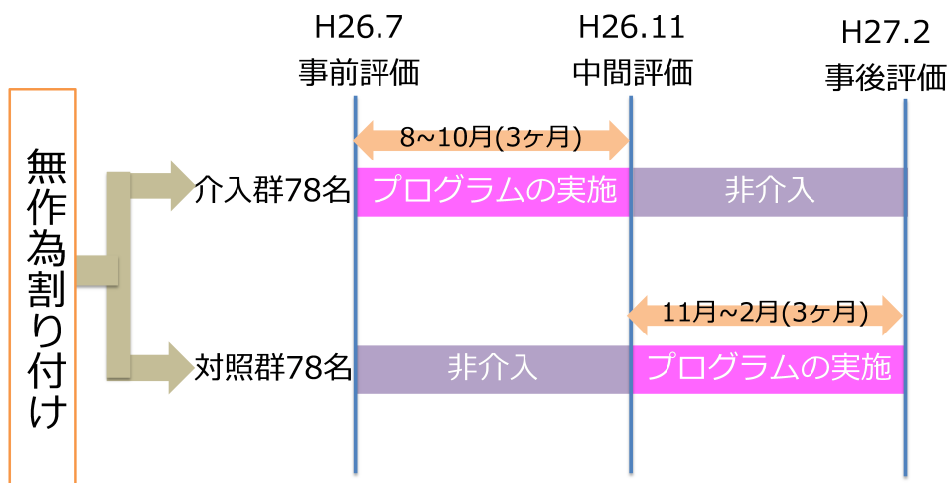 H26.7
事前評価
H26.11
中間評価
H27.2
事後評価
無作為割り付け
8~10月(3ヶ月)
介入群78名
プログラムの実施
非介入
11月~2月(3ヶ月)
対照群78名
非介入
プログラムの実施